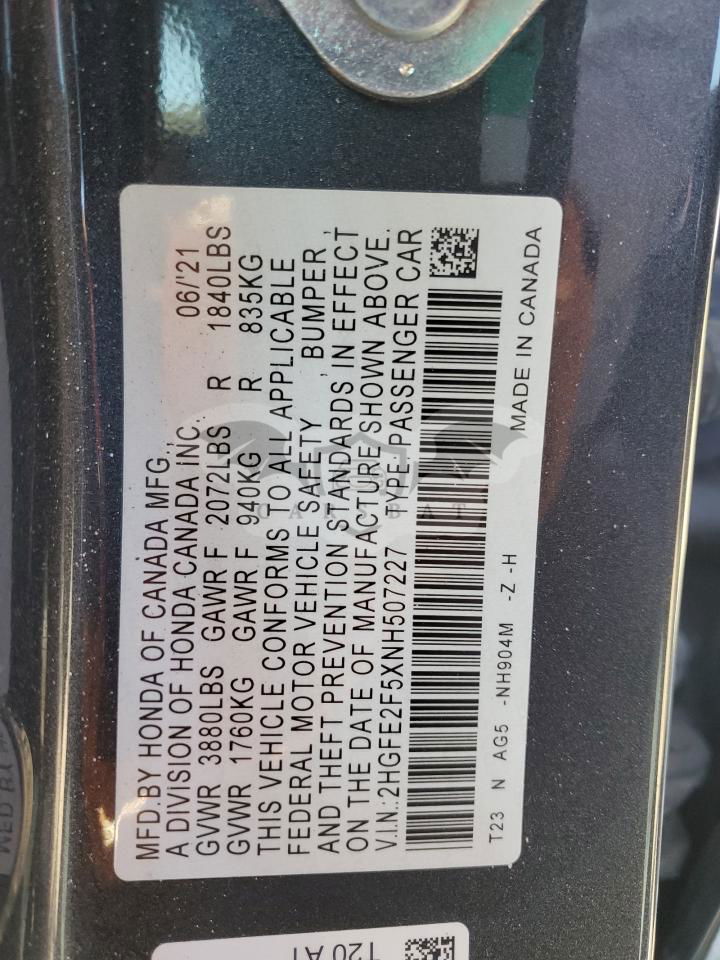 MFD.BY HONDA OF CANADA MFG.,
A DIVISION OF HONDA CANADA INC. 06/'21
GVWR 3880LBS GAWR F 2072LBS R 1840LBS
GVWR 1760KG GAWR F 940KG R 835KG
THIS VEHICLE CONFORMS TO ALL APPLICABLE
FEDERAL MOTOR VEHICLE SAFETY, BUMPER,
AND THEFT PREVENTION STANDARDS IN EFFECT
ON THE DATE OF MANUFACTURE SHOWN ABOVE.
V.I.N.:2HGFE2F5XNH507227 TYPE:PASSENGER CAR
T23 N AG5 -NH904M -Z -H MADE IN CANADA
CARSBAT
T20 A1